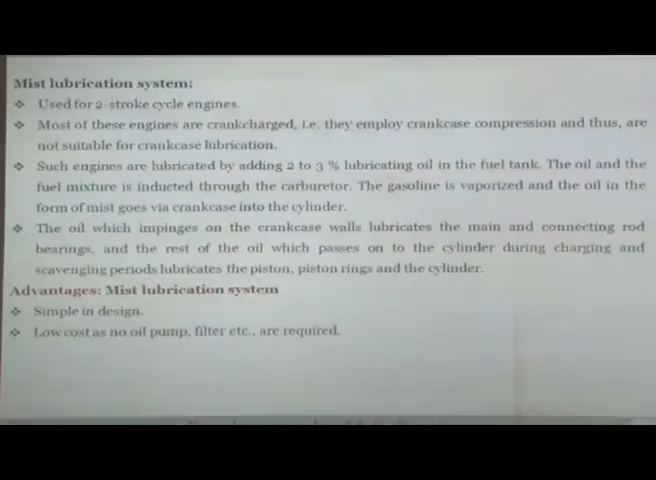 Mist lubrication system:
❖ Used for 2-stroke cycle engines.
❖ Most of these engines are crankcharged, i.e. they employ crankcase compression and thus, are
not suitable for crankcase lubrication.
❖ Such engines are lubricated by adding 2 to 3 % lubricating oil in the fuel tank. The oil and the
fuel mixture is inducted through the carburetor. The gasoline is vaporized and the oil in the
form of mist goes via crankcase into the cylinder.
❖ The oil which impinges on the crankcase walls lubricates the main and connecting rod
bearings, and the rest of the oil which passes on to the cylinder during charging and
scavenging periods lubricates the piston, piston rings and the cylinder.
Advantages: Mist lubrication system
❖ Simple in design.
❖ Low cost as no oil pump, filter etc., are required.